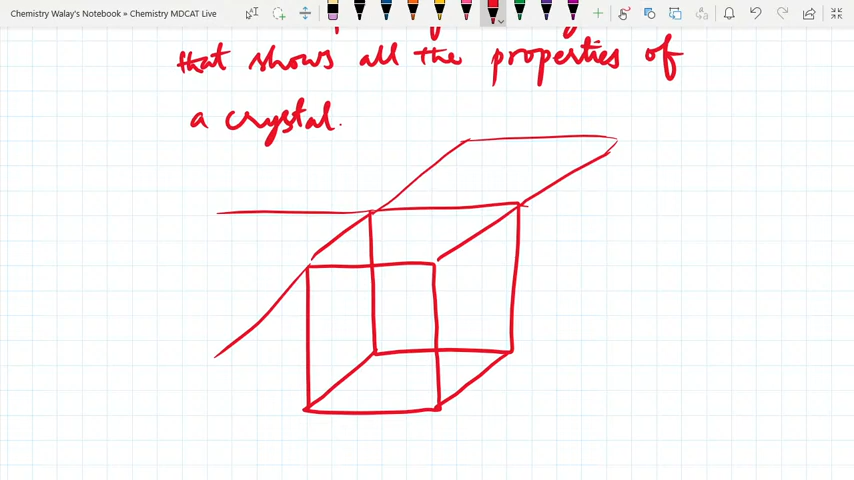 Chemistry Walay's Notebook » Chemistry MDCAT Live
that shows all the properties of
a crystal.